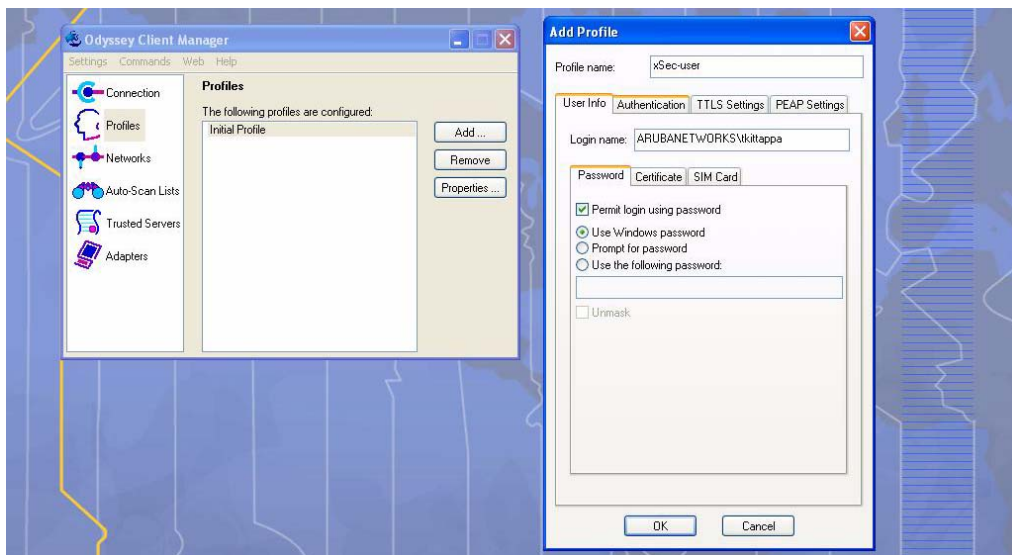 Odyssey Client Manager
Settings Commands Web Help
Connection
Profiles
Networks
Auto-Scan Lists
Trusted Servers
Adapters
Profiles
The following profiles are configured:
Initial Profile
Add ...
Remove
Properties ...
Add Profile
Profile name: xSec-user
User Info Authentication TTLS Settings PEAP Settings
Login name: ARUBANETWORKS\tkittappa
Password Certificate SIM Card
Permit login using password
Use Windows password
Prompt for password
Use the following password:
Unmask
OK Cancel